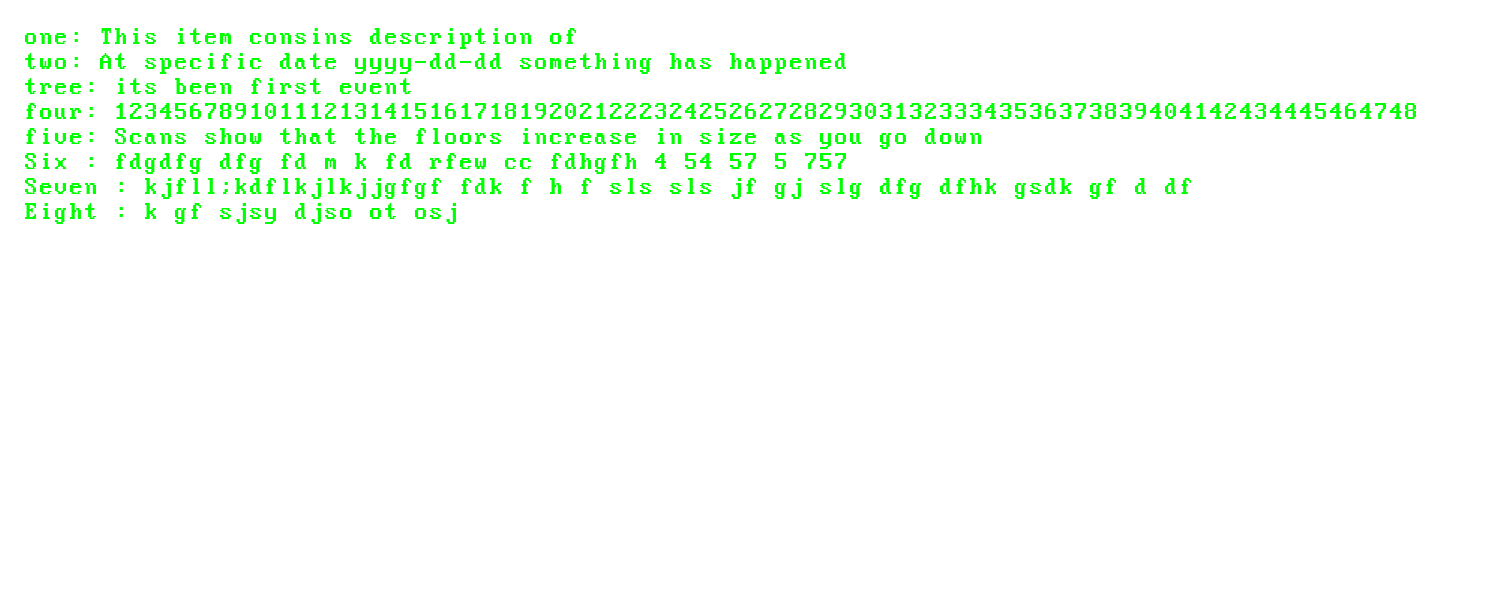 one: This item consins description of
two: At specific date yyyy-dd-dd something has happened
tree: its been first event
four: 123456789101112131415161718192021222324252627282930313233343536373839404142434445464748
five: Scans show that the floors increase in size as you go down
Six : fdgdfg dfg fd m k fd rfew cc fdhgfh 4 54 57 5 757
Seven : kjfll;kdflkjlkjjgfgf fdk f h f sls sls jf gj slg dfg dfhk gsdk gf d df
Eight : k gf sjsy djso ot osj